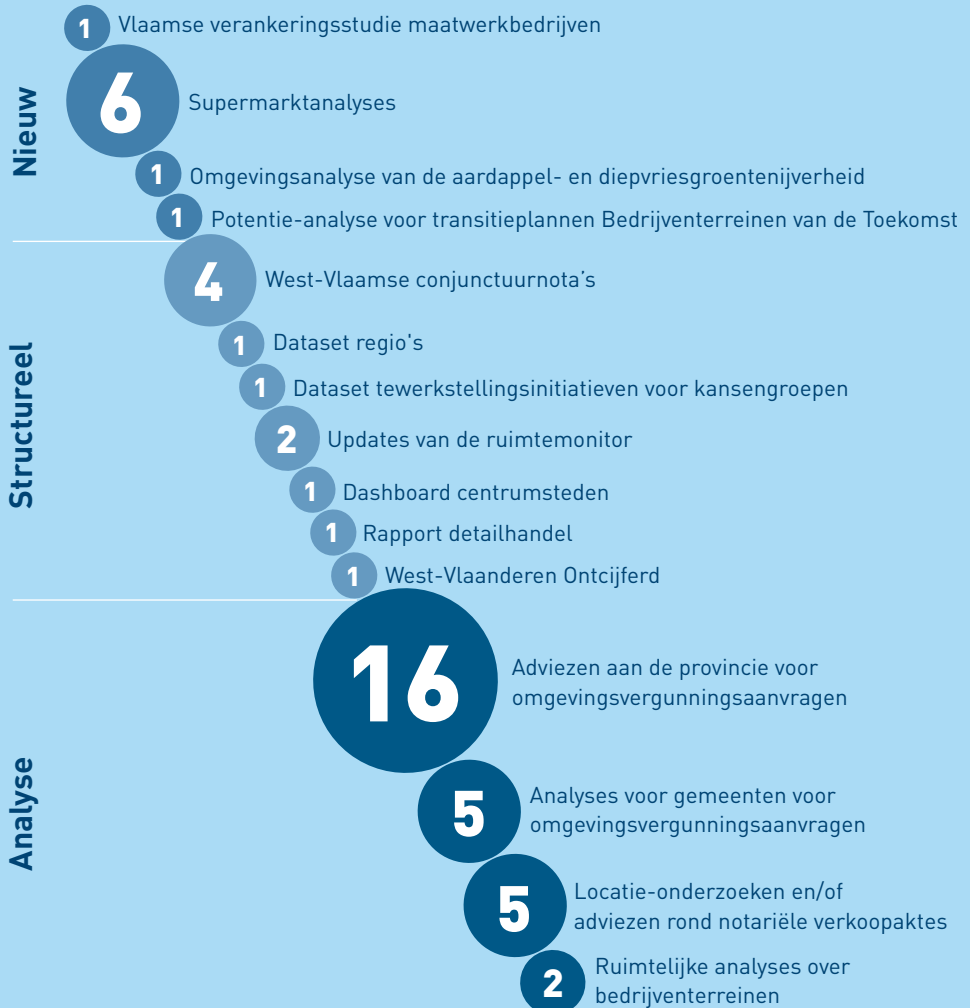 Nieuw
1 Vlaamse verankeringsstudie maatwerkbedrijven
6 Supermarktanalyses
1 Omgevingsanalyse van de aardappel- en diepvriesgroentenijverheid
1 Potentie-analyse voor transitieplannen Bedrijventerreinen van de Toekomst
Structureel
4 West-Vlaamse conjunctuurnota’s
1 Dataset regio's
1 Dataset tewerkstellingsinitiatieven voor kansengroepen
2 Updates van de ruimtemonitor
1 Dashboard centrumsteden
1 Rapport detailhandel
1 West-Vlaanderen Ontcijferd
Analyse
16 Adviezen aan de provincie voor
omgevingsvergunningsaanvragen
5 Analyses voor gemeenten voor
omgevingsvergunningsaanvragen
5 Locatie-onderzoeken en/of
adviezen rond notariële verkoopaktes
2 Ruimtelijke analyses over
bedrijventerreinen